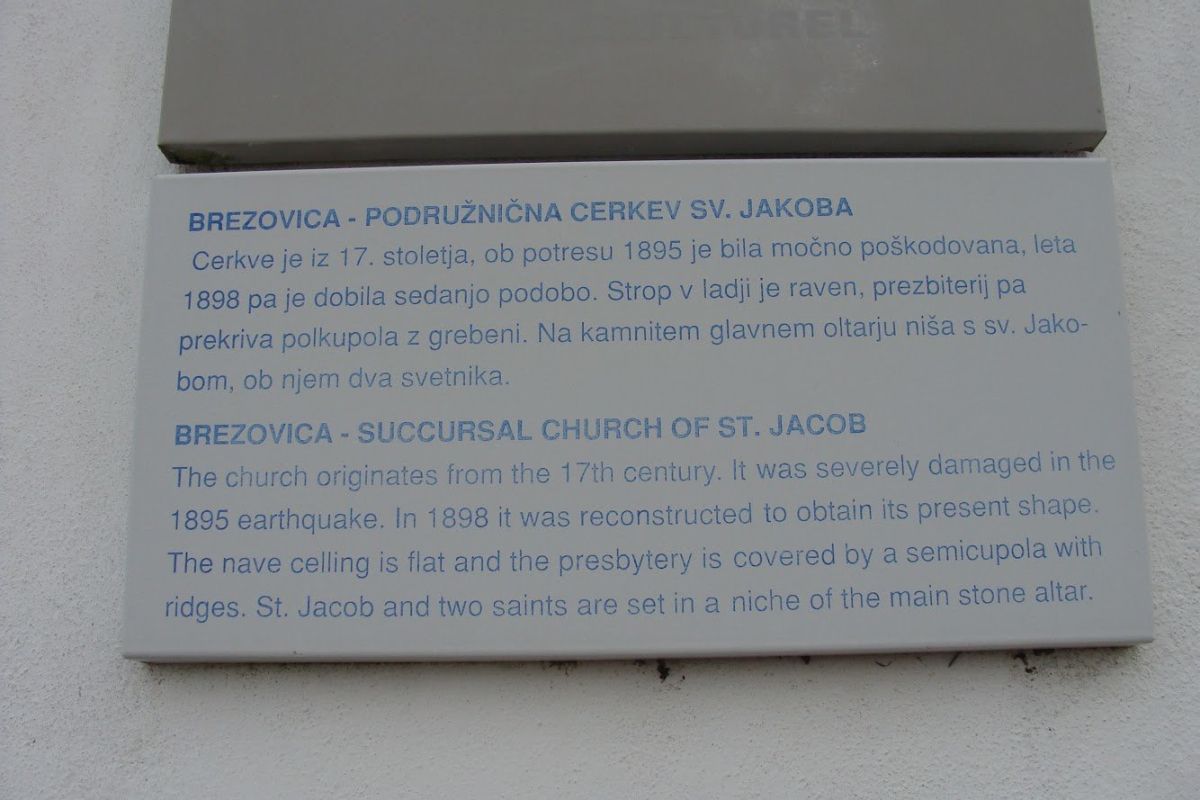 BREZOVICA - PODRUŽNIČNA CERKEV SV. JAKOBA
Cerkve je iz 17. stoletja, ob potresu 1895 je bila močno poškodovana, leta
1898 pa je dobila sedanjo podobo. Strop v ladji je raven, prezbiterij pa
prekriva polkupola z grebeni. Na kamnitem glavnem oltarju niša s sv. Jako-
bom, ob njem dva svetnika.
BREZOVICA - SUCCURSAL CHURCH OF ST. JACOB
The church originates from the 17th century. It was severely damaged in the
1895 earthquake. In 1898 it was reconstructed to obtain its present shape.
The nave celling is flat and the presbytery is covered by a semicupola with
ridges. St. Jacob and two saints are set in a niche of the main stone altar.